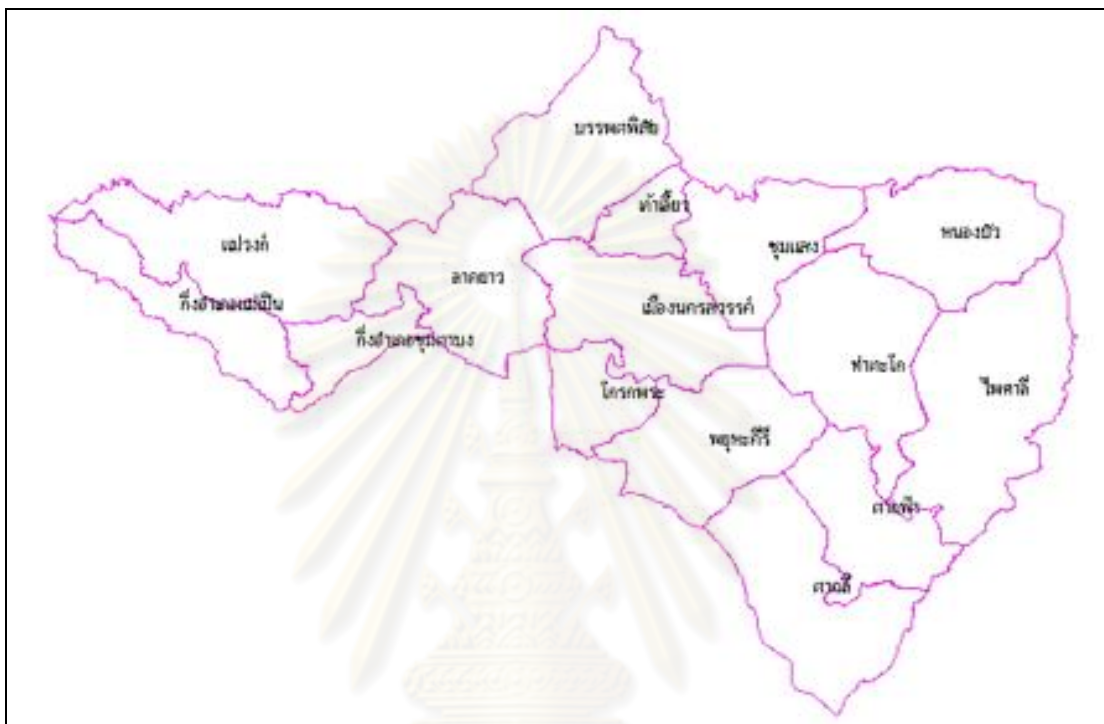 บรรพตพิสัย
เก้าเลี้ยว
หนองบัว
แม่วงก์
ชุมแสง
ลาดยาว
กิ่งอำเภอแม่เปิน
เมืองนครสวรรค์
กิ่งอำเภอชุมตาบง
ท่าตะโก
โกรกพระ
ไพศาลี
พยุหะคีรี
ตากฟ้า
ตาคลี